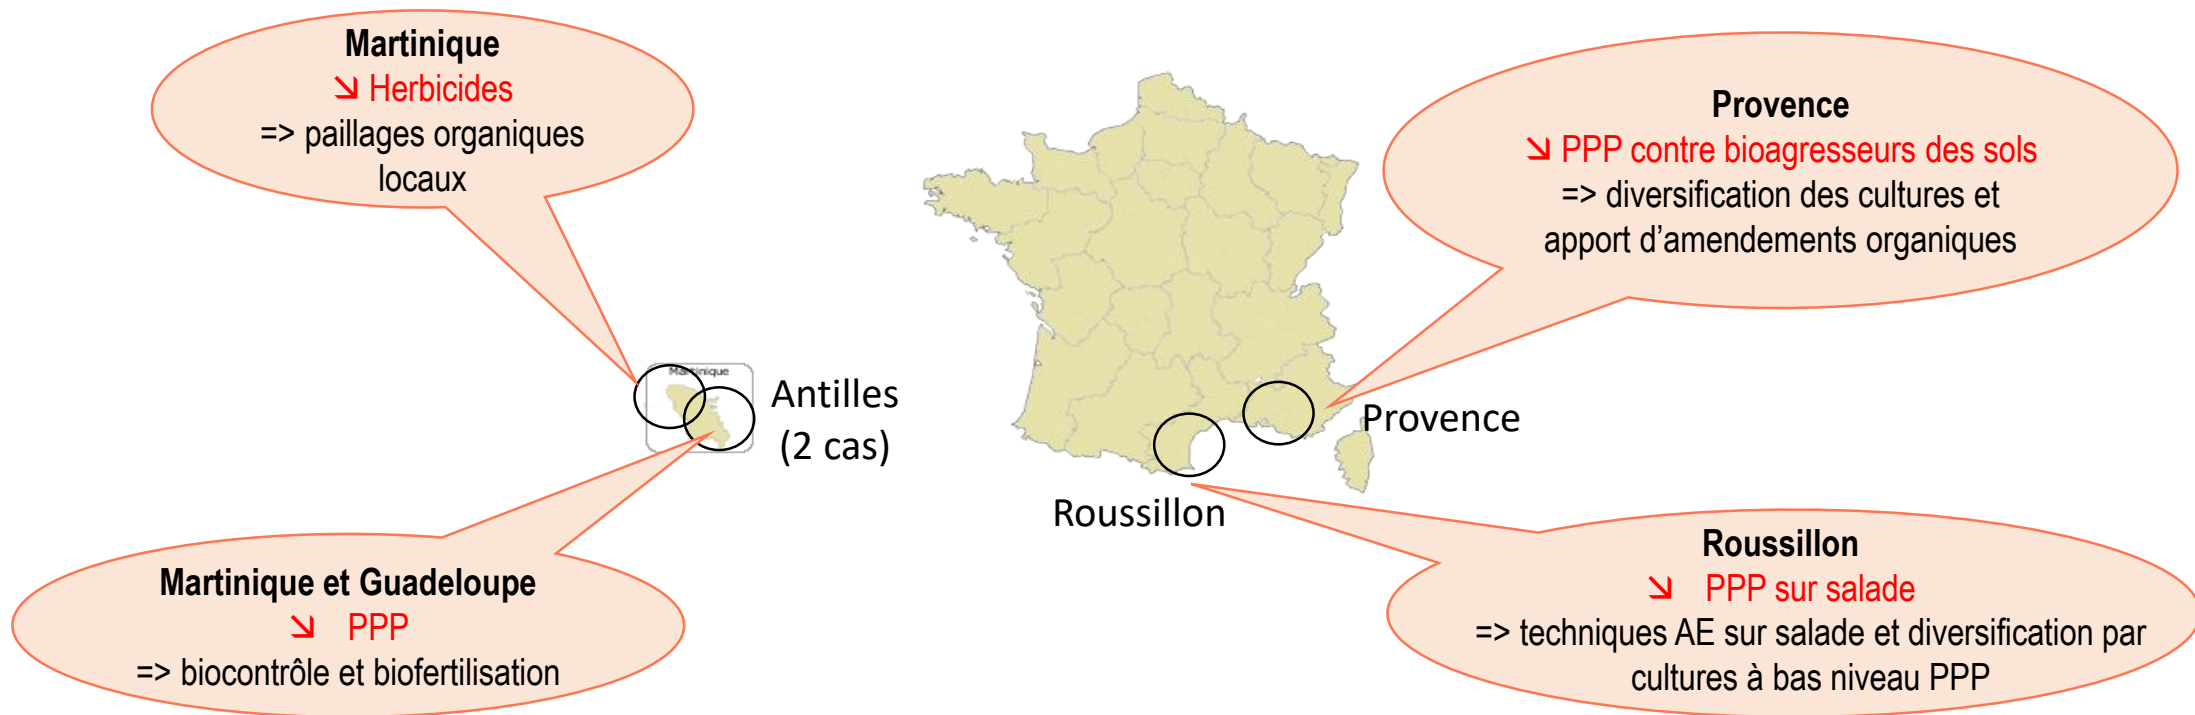 Martinique
↘ Herbicides
=> paillages organiques
locaux
Provence
↘ PPP contre bioagresseurs des sols
=> diversification des cultures et
apport d’amendements organiques
Martinique
Antilles
(2 cas)
Provence
Roussillon
Martinique et Guadeloupe
↘ PPP
=> biocontrôle et biofertilisation
Roussillon
↘ PPP sur salade
=> techniques AE sur salade et diversification par
cultures à bas niveau PPP